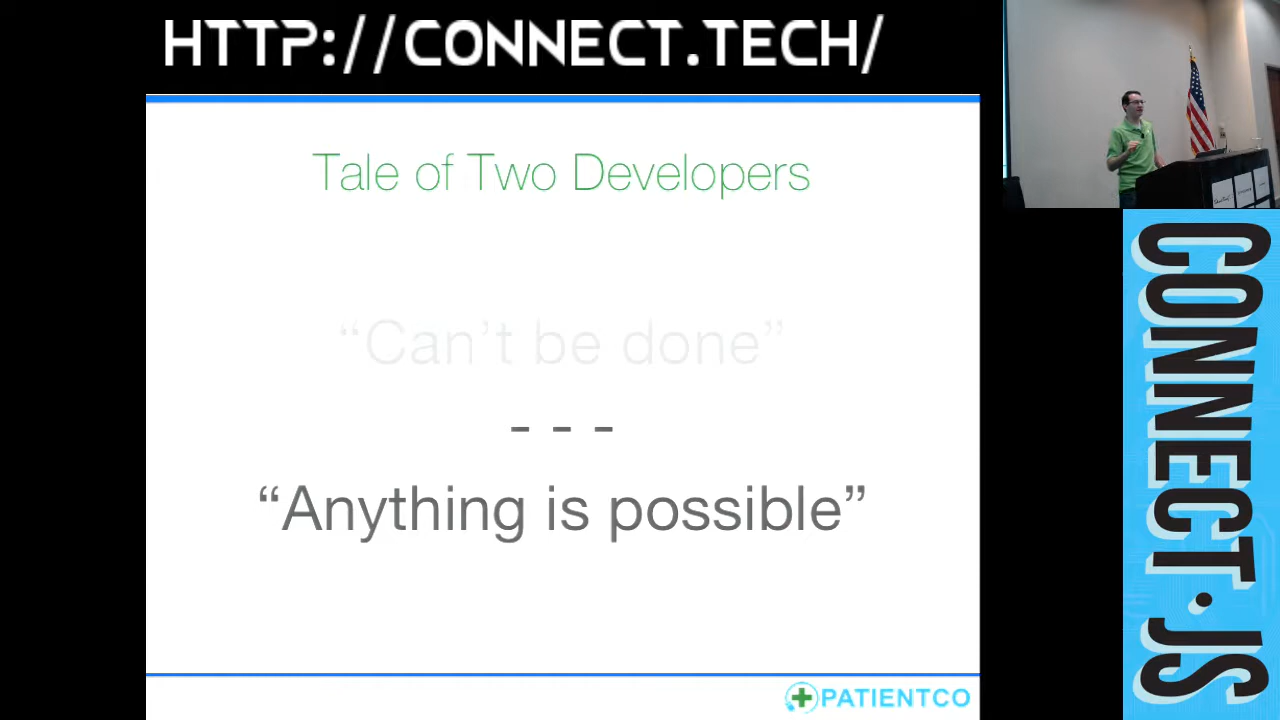 HTTP://CONNECT.TECH/
Tale of Two Developers
“Can’t be done”
- - -
“Anything is possible”
PATIENTCO
CONNECT.JS